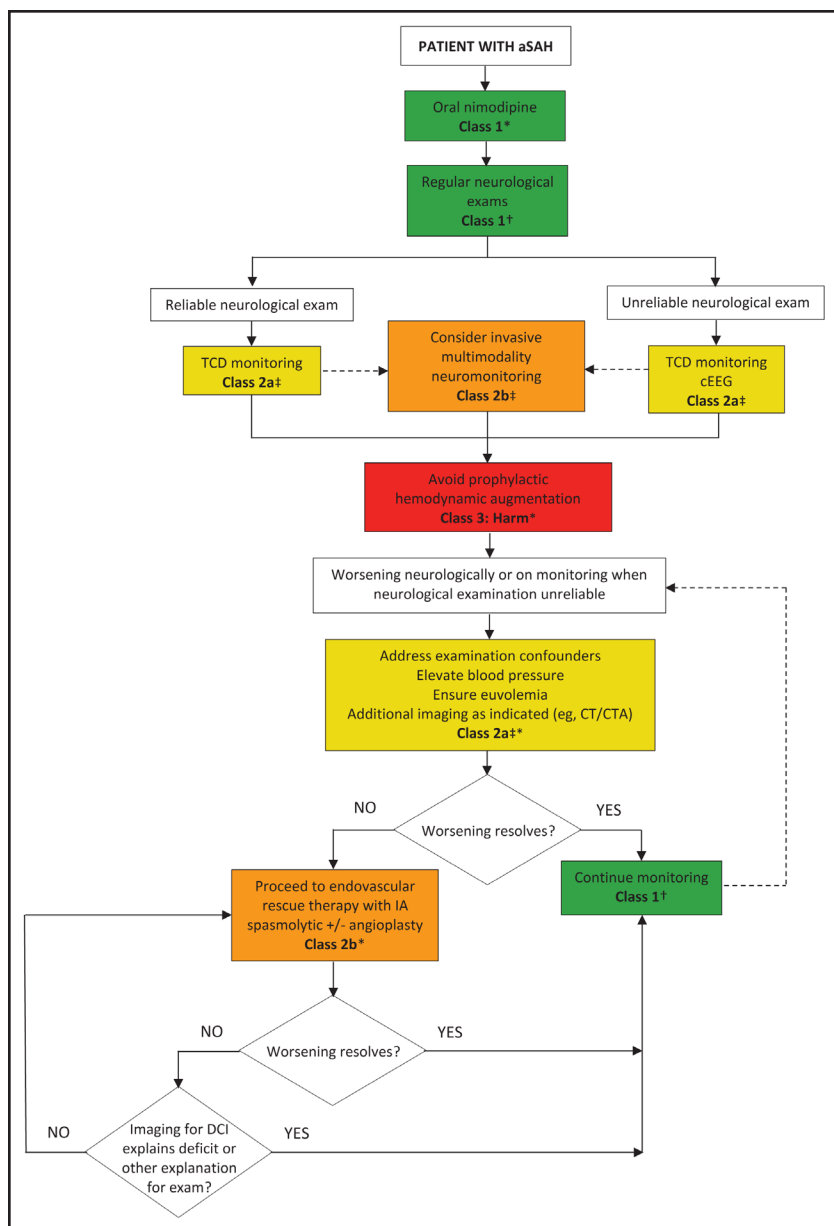 PATIENT WITH aSAH
Oral nimodipine
Class 1*
Regular neurological
exams
Class 1†
Reliable neurological exam
Unreliable neurological exam
TCD monitoring
Class 2a‡
Consider invasive
multimodality
neuromonitoring
Class 2b‡
TCD monitoring
cEEG
Class 2a‡
Avoid prophylactic
hemodynamic augmentation
Class 3: Harm*
Worsening neurologically or on monitoring when
neurological examination unreliable
Address examination confounders
Elevate blood pressure
Ensure euvolemia
Additional imaging as indicated (eg, CT/CTA)
Class 2a‡*
NO
YES
Worsening resolves?
Proceed to endovascular
rescue therapy with IA
spasmolytic +/- angioplasty
Class 2b*
Continue monitoring
Class 1†
NO
YES
Worsening resolves?
NO
YES
Imaging for DCI
explains deficit or
other explanation
for exam?